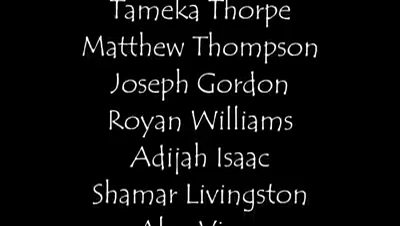 Tameka Thorpe
Matthew Thompson
Joseph Gordon
Royan Williams
Adijah Isaac
Shamar Livingston